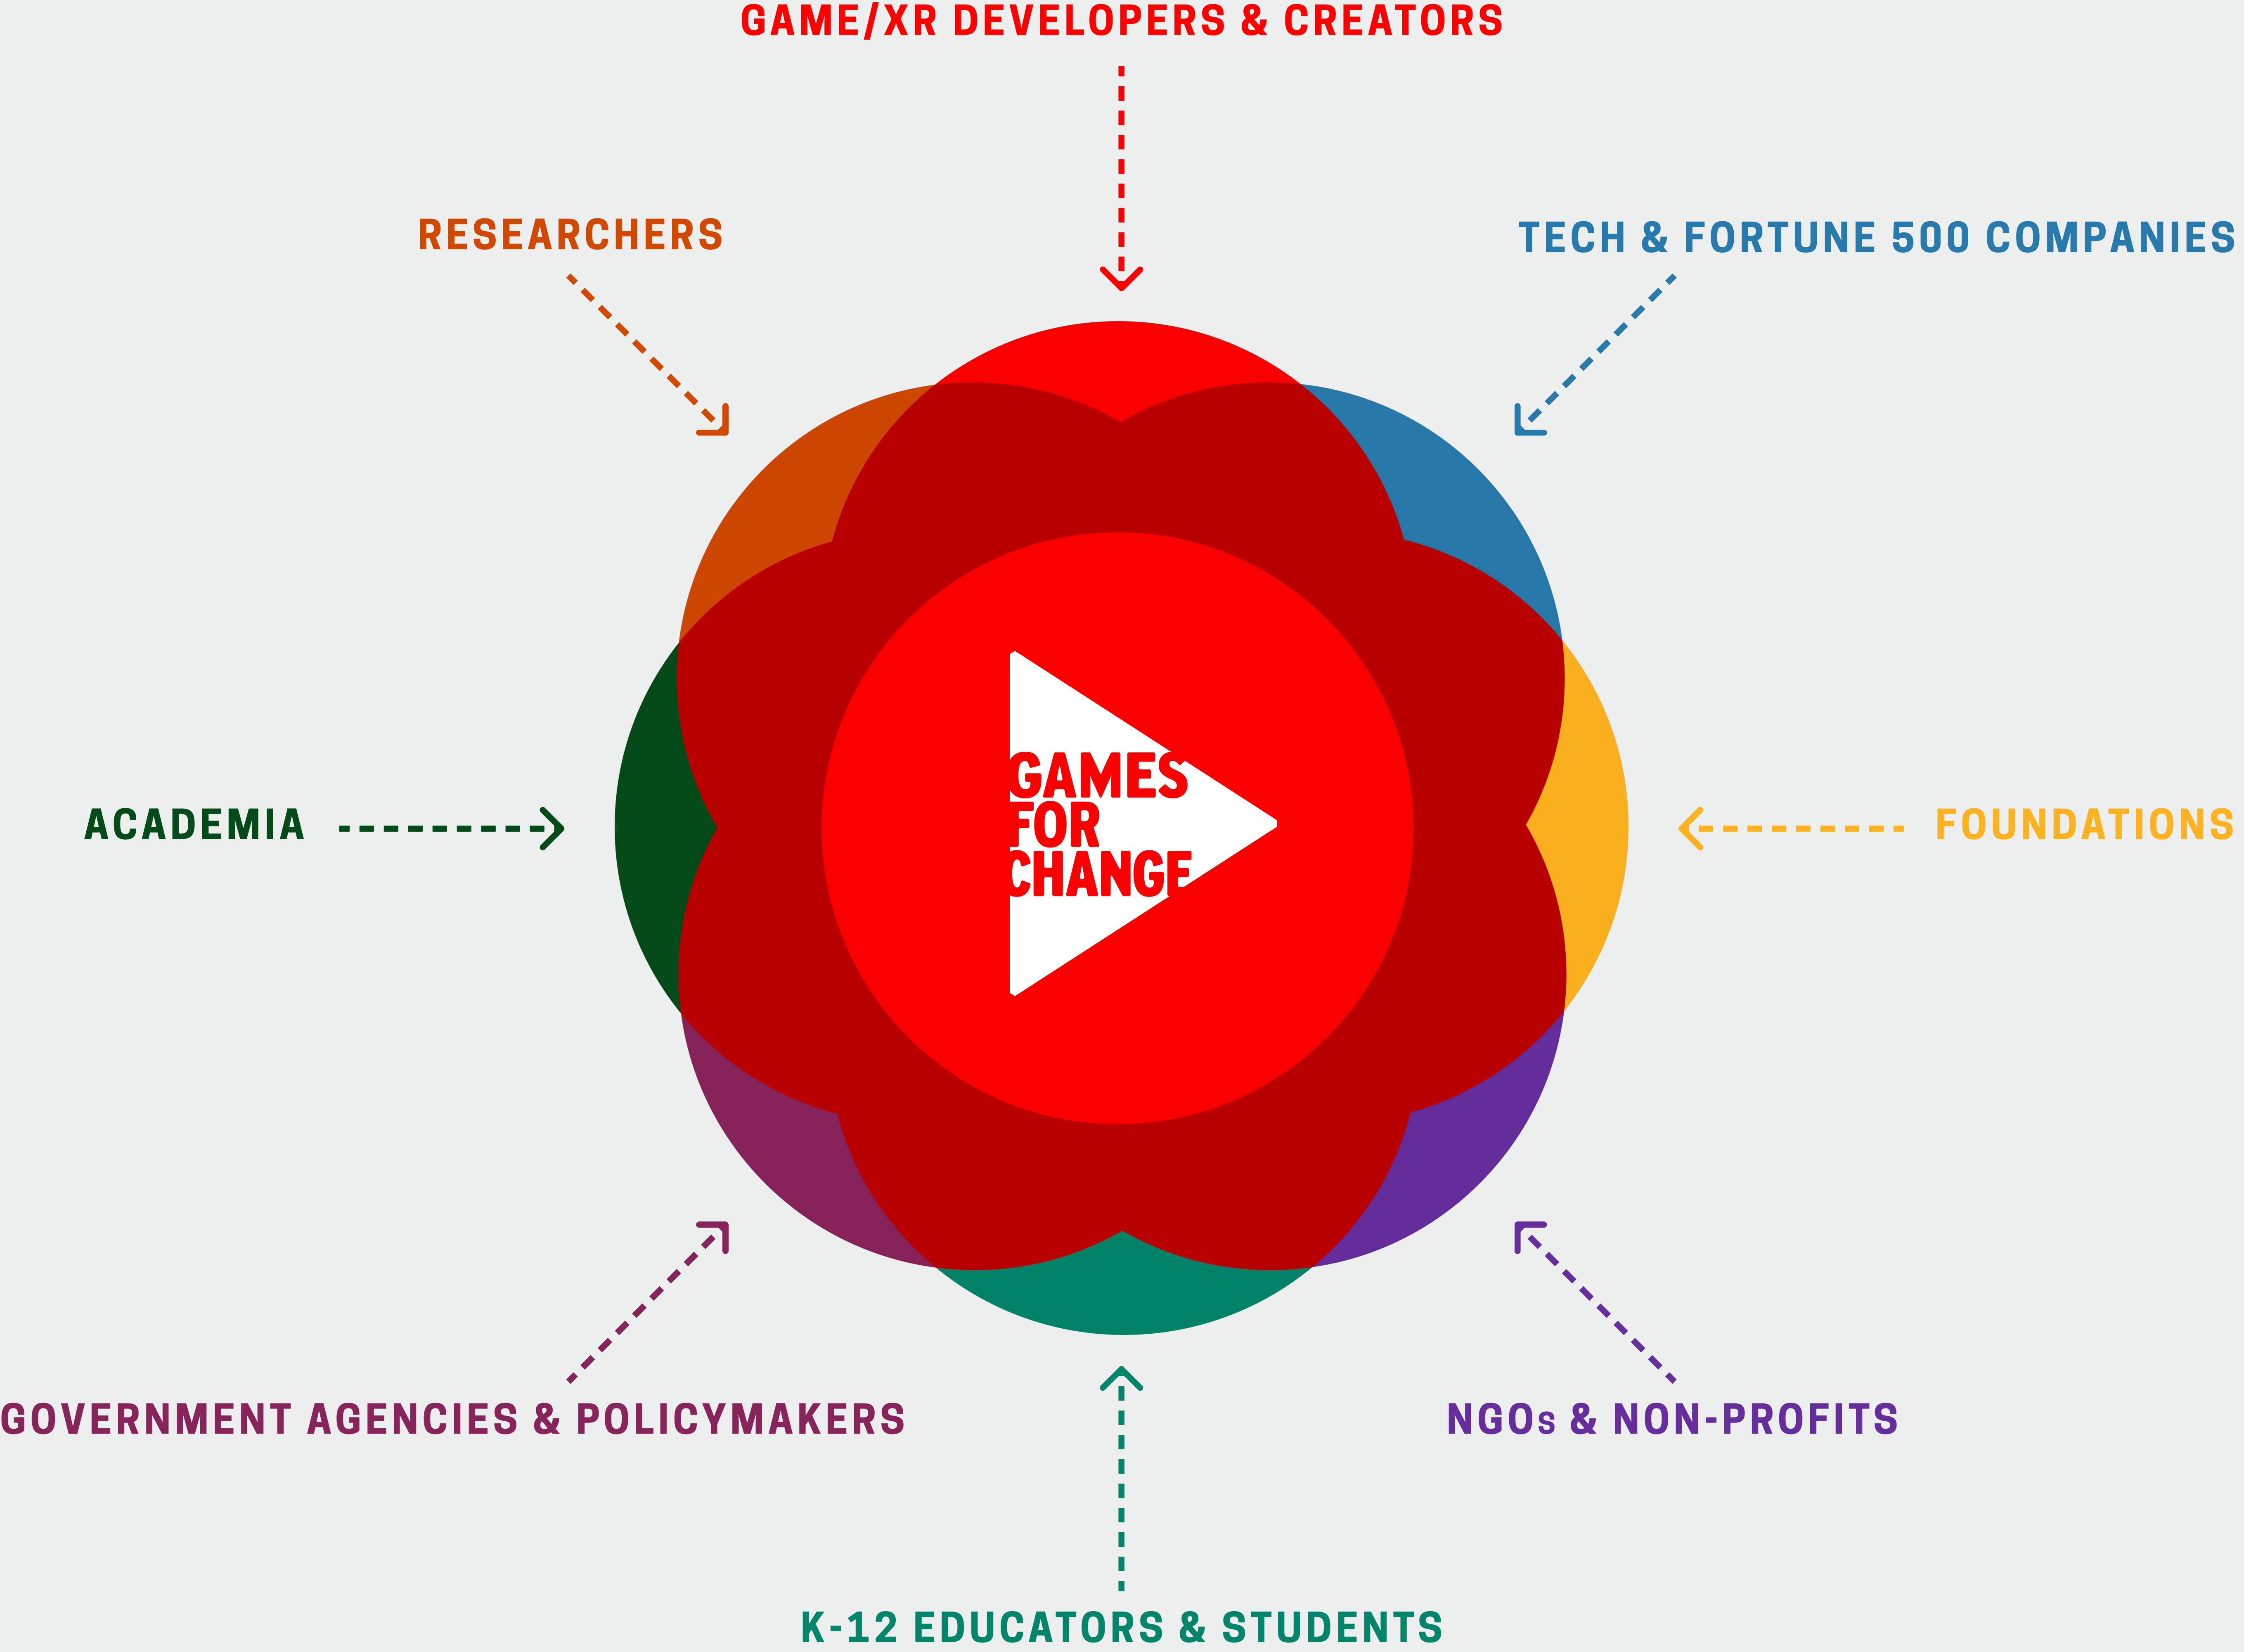 GAME/XR DEVELOPERS & CREATORS
RESEARCHERS
TECH & FORTUNE 500 COMPANIES
GAMES
FOR
CHANGE
ACADEMIA
FOUNDATIONS
GOVERNMENT AGENCIES & POLICYMAKERS
NGOs & NON-PROFITS
K-12 EDUCATORS & STUDENTS